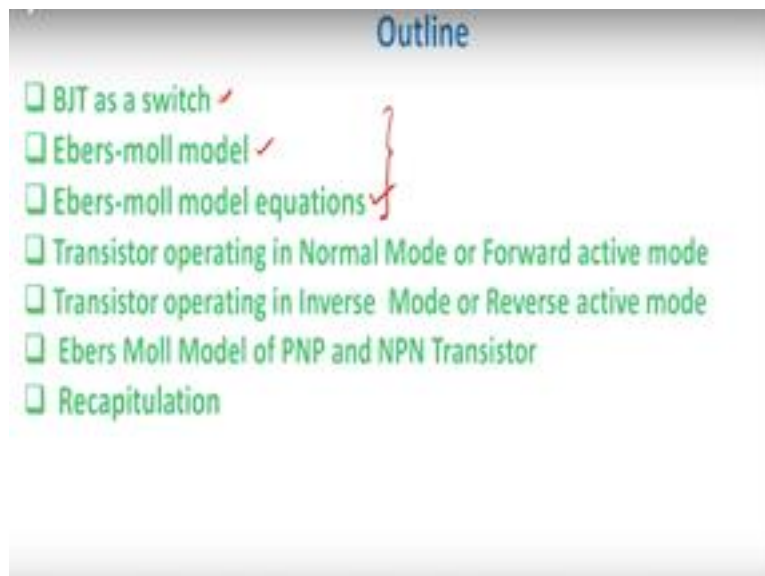 Outline
BJT as a switch
Ebers-moll model
Ebers-moll model equations
Transistor operating in Normal Mode or Forward active mode
Transistor operating in Inverse Mode or Reverse active mode
Ebers Moll Model of PNP and NPN Transistor
Recapitulation